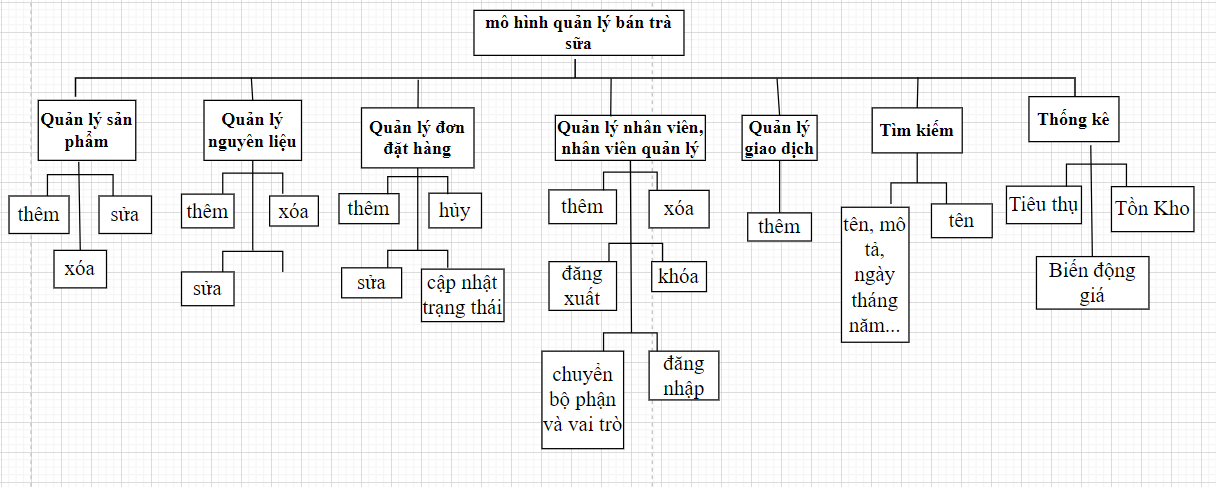 mô hình quản lý bán trà
sữa
Quản lý sản
phẩm
Quản lý
nguyên liệu
Quản lý đơn
đặt hàng
Quản lý nhân viên,
nhân viên quản lý
Quản lý
giao dịch
Tìm kiếm
Thống kê
thêm
sửa
xóa
thêm
xóa
sửa
thêm
hủy
sửa
cập nhật
trạng thái
thêm
xóa
đăng
xuất
khóa
chuyển
bộ phận
và vai trò
đăng
nhập
thêm
tên, mô
tả,
ngày
tháng
năm...
tên
Tiêu thụ
Tồn Kho
Biến động
giá